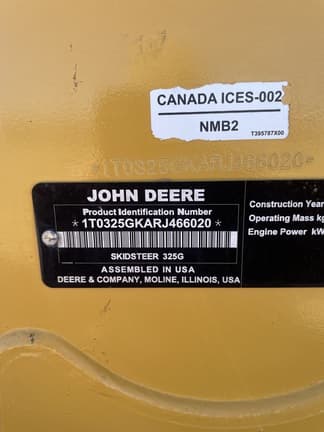 CANADA ICES-002
NMB2
T395787X00
*1T0325GKARJ466020*
JOHN DEERE
Product Identification Number
*1T0325GKARJ466020*
SKIDSTEER 325G
ASSEMBLED IN USA
DEERE & COMPANY, MOLINE, ILLINOIS, USA
Construction Year
Operating Mass kg
Engine Power kW